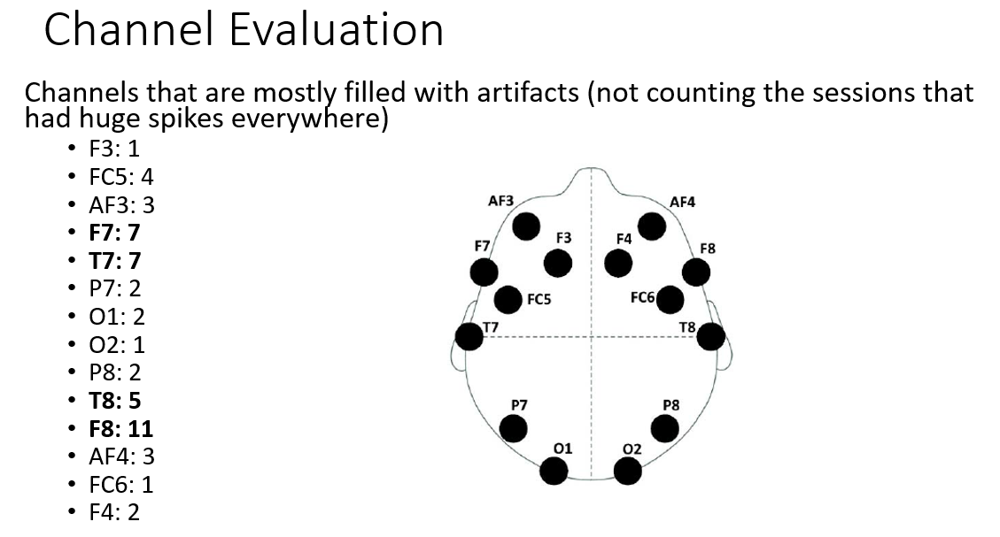 Channel Evaluation
Channels that are mostly filled with artifacts (not counting the sessions that
had huge spikes everywhere)
• F3: 1
• FC5: 4
• AF3: 3
• F7: 7
• T7: 7
• P7: 2
• O1: 2
• O2: 1
• P8: 2
• T8: 5
• F8: 11
• AF4: 3
• FC6: 1
• F4: 2
AF3 AF4
F7 F3 F4 F8
FC5 FC6
T7 T8
P7 P8
O1 O2